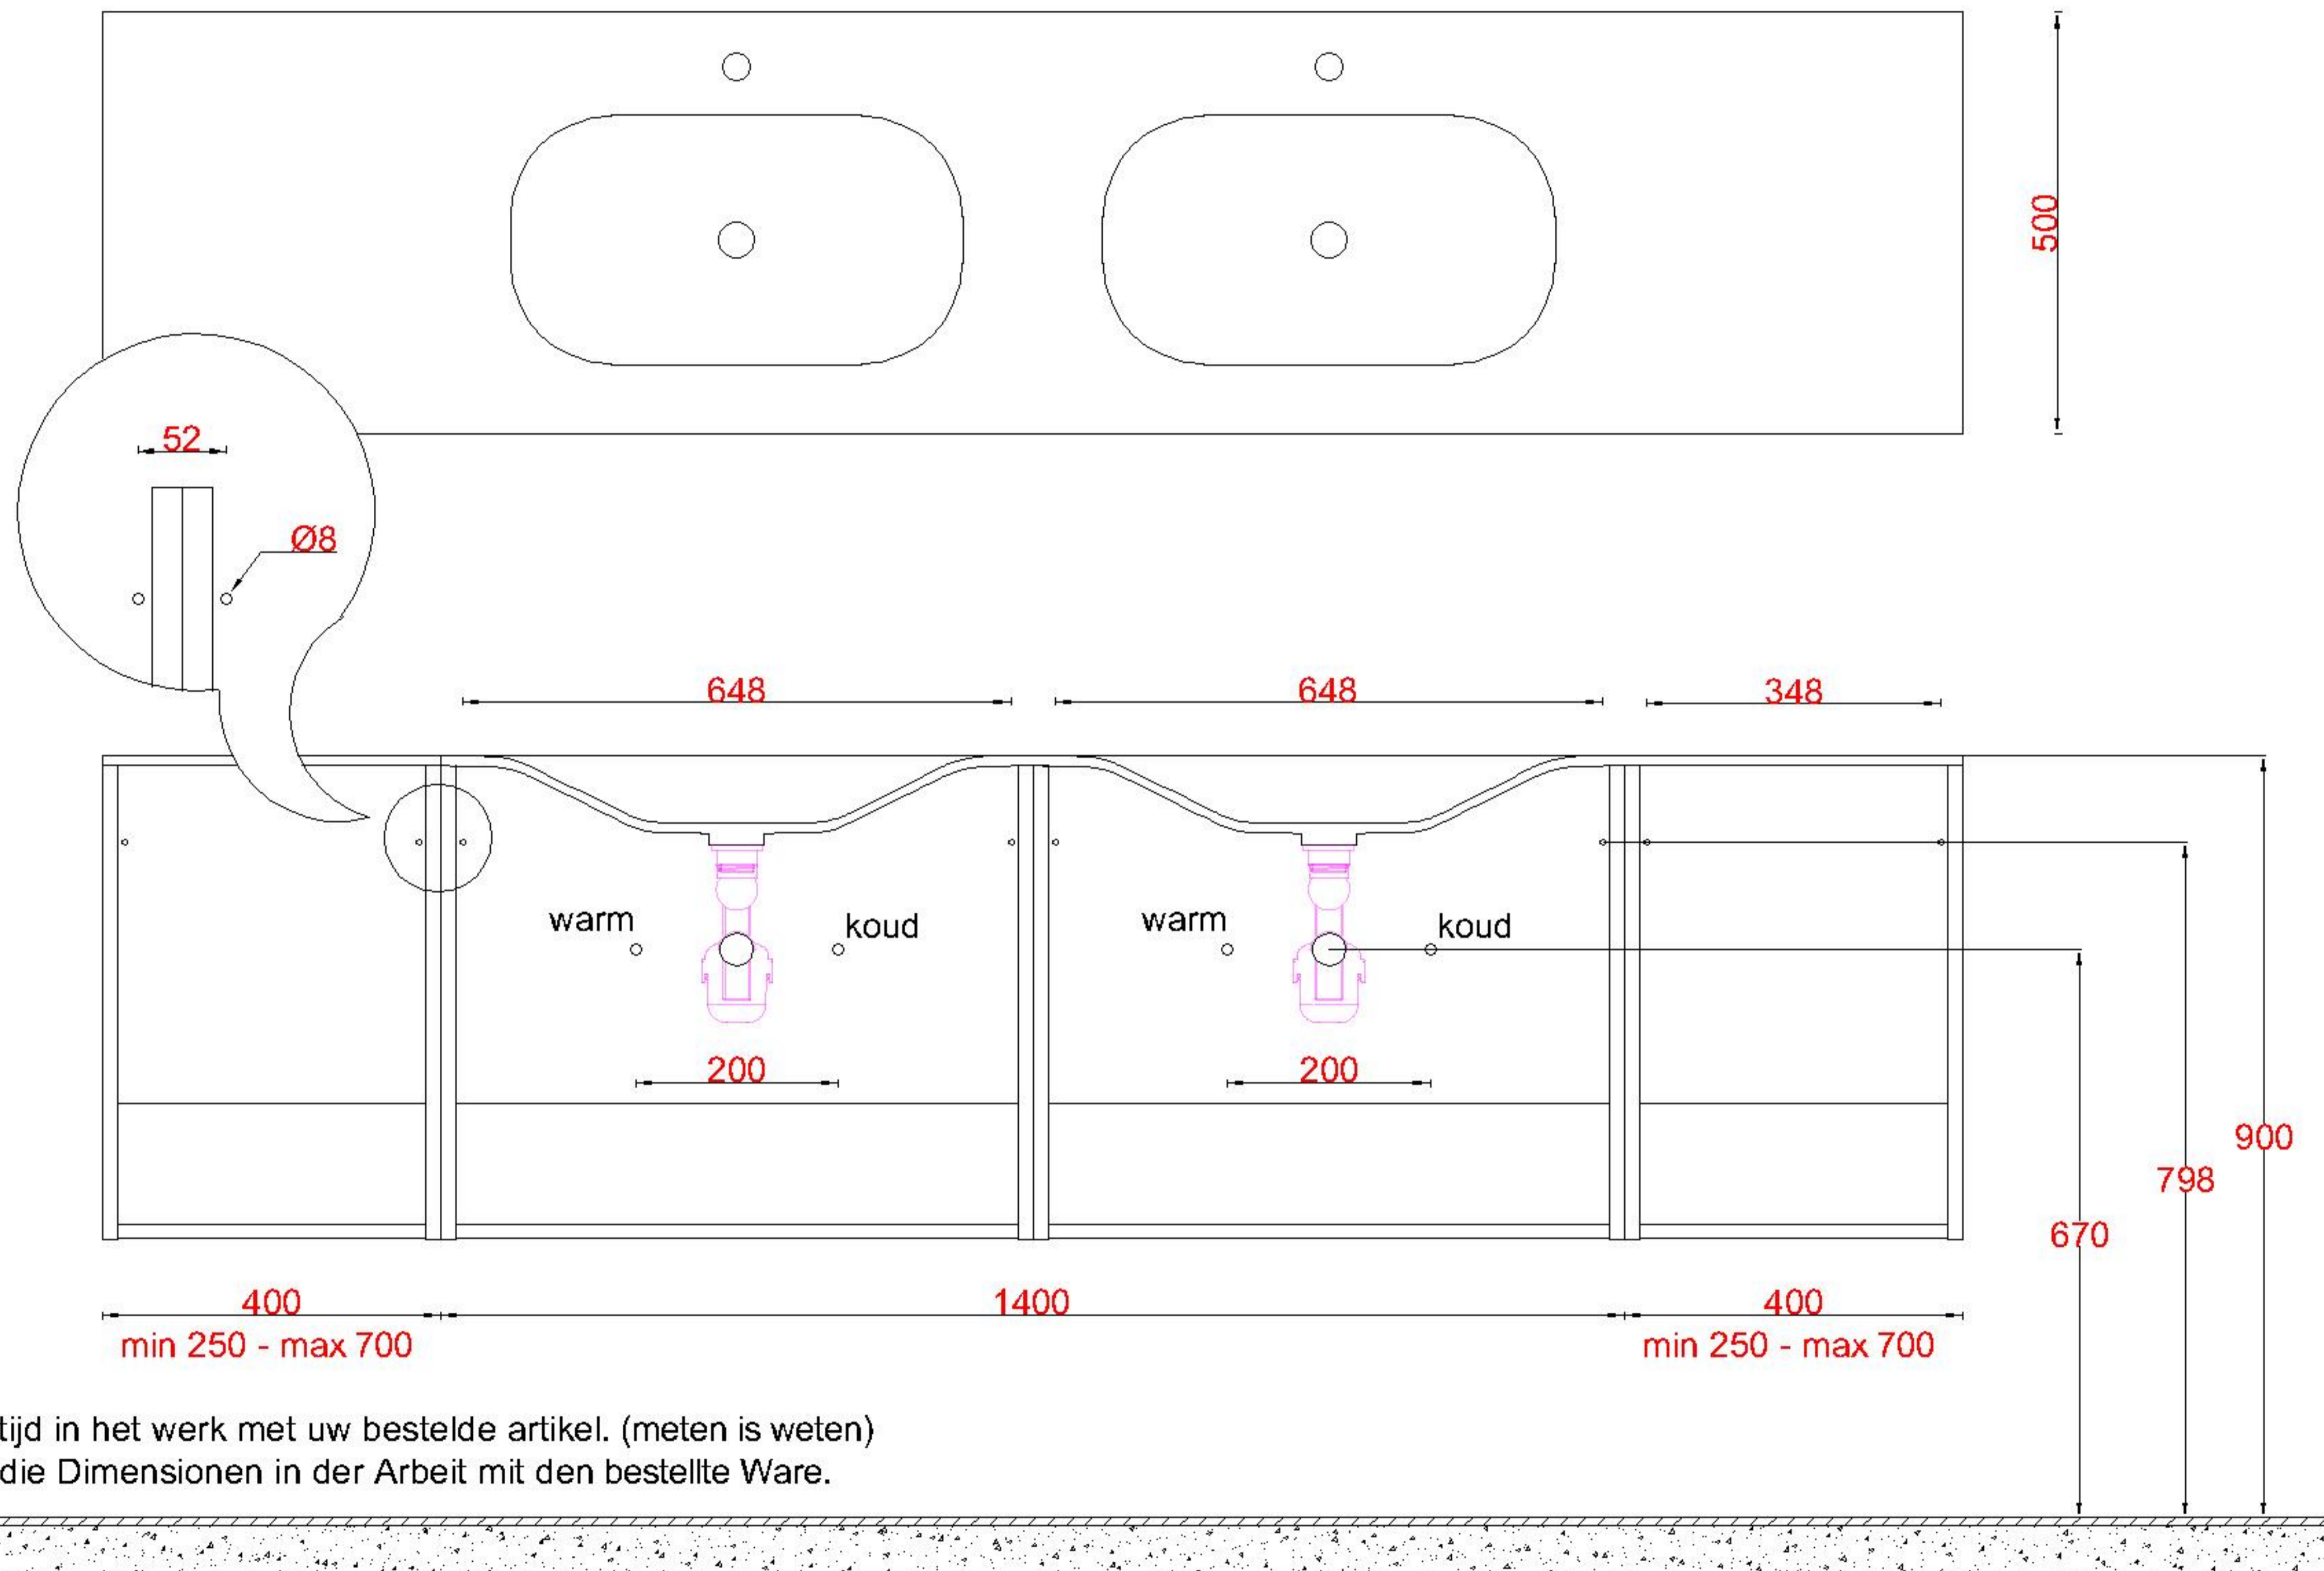 500
52
Ø8
648
648
348
warm
koud
warm
koud
200
200
900
798
670
400
1400
400
min 250 - max 700
min 250 - max 700
tijd in het werk met uw bestelde artikel. (meten is weten)
die Dimensionen in der Arbeit mit den bestellte Ware.